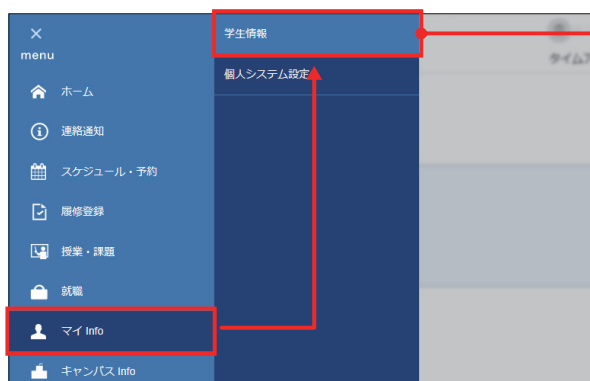 menu
ホーム
連絡通知
スケジュール・予約
履修登録
授業・課題
就職
マイ Info
キャンパス Info
学生情報
個人システム設定